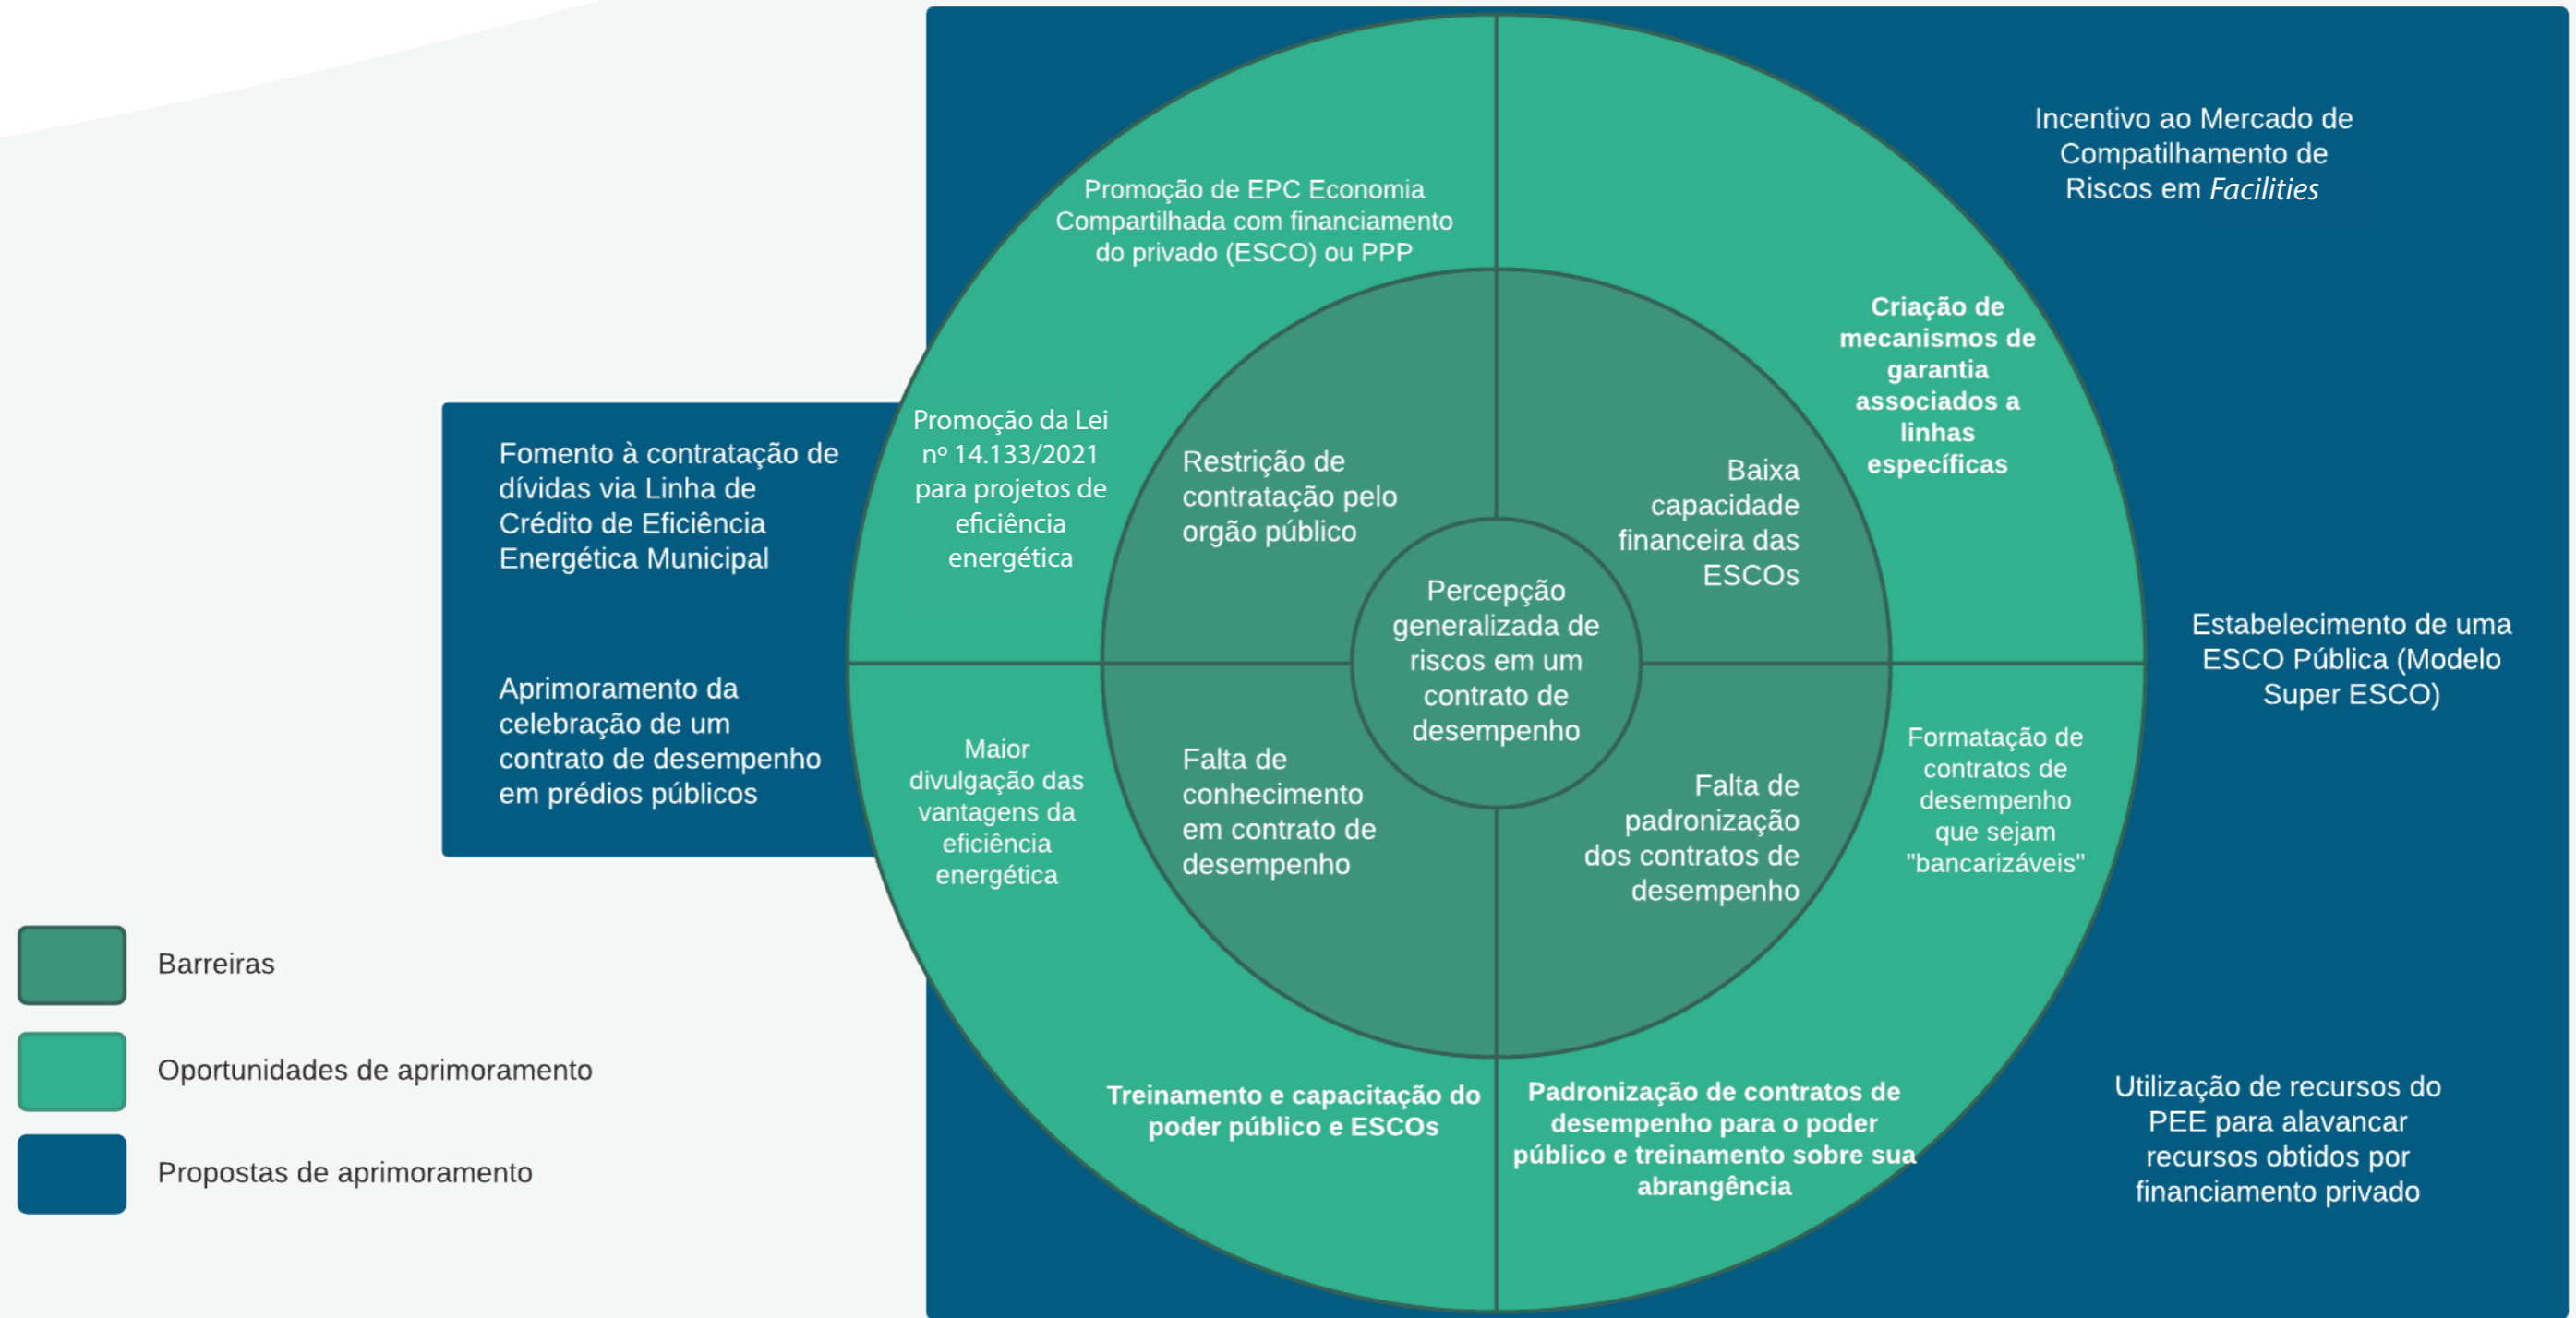 Incentivo ao Mercado de
Compatilhamento de
Riscos em Facilities
Promoção de EPC Economia
Compartilhada com financiamento
do privado (ESCO) ou PPP
Criação de
mecanismos de
garantia
associados a
linhas
específicas
Promoção da Lei
nº 14.133/2021
para projetos de
eficiência
energética
Fomento à contratação de
dívidas via Linha de
Crédito de Eficiência
Energética Municipal
Restrição de
contratação pelo
orgão público
Baixa
capacidade
financeira das
ESCOs
Percepção
generalizada de
riscos em um
contrato de
desempenho
Estabelecimento de uma
ESCO Pública (Modelo
Super ESCO)
Aprimoramento da
celebração de um
contrato de desempenho
em prédios públicos
Maior
divulgação das
vantagens da
eficiência
energética
Falta de
conhecimento
em contrato de
desempenho
Falta de
padronização
dos contratos de
desempenho
Formatação de
contratos de
desempenho
que sejam
"bancarizáveis"
Barreiras
Oportunidades de aprimoramento
Propostas de aprimoramento
Treinamento e capacitação do
poder público e ESCOs
Padronização de contratos de
desempenho para o poder
público e treinamento sobre sua
abrangência
Utilização de recursos do
PEE para alavancar
recursos obtidos por
financiamento privado